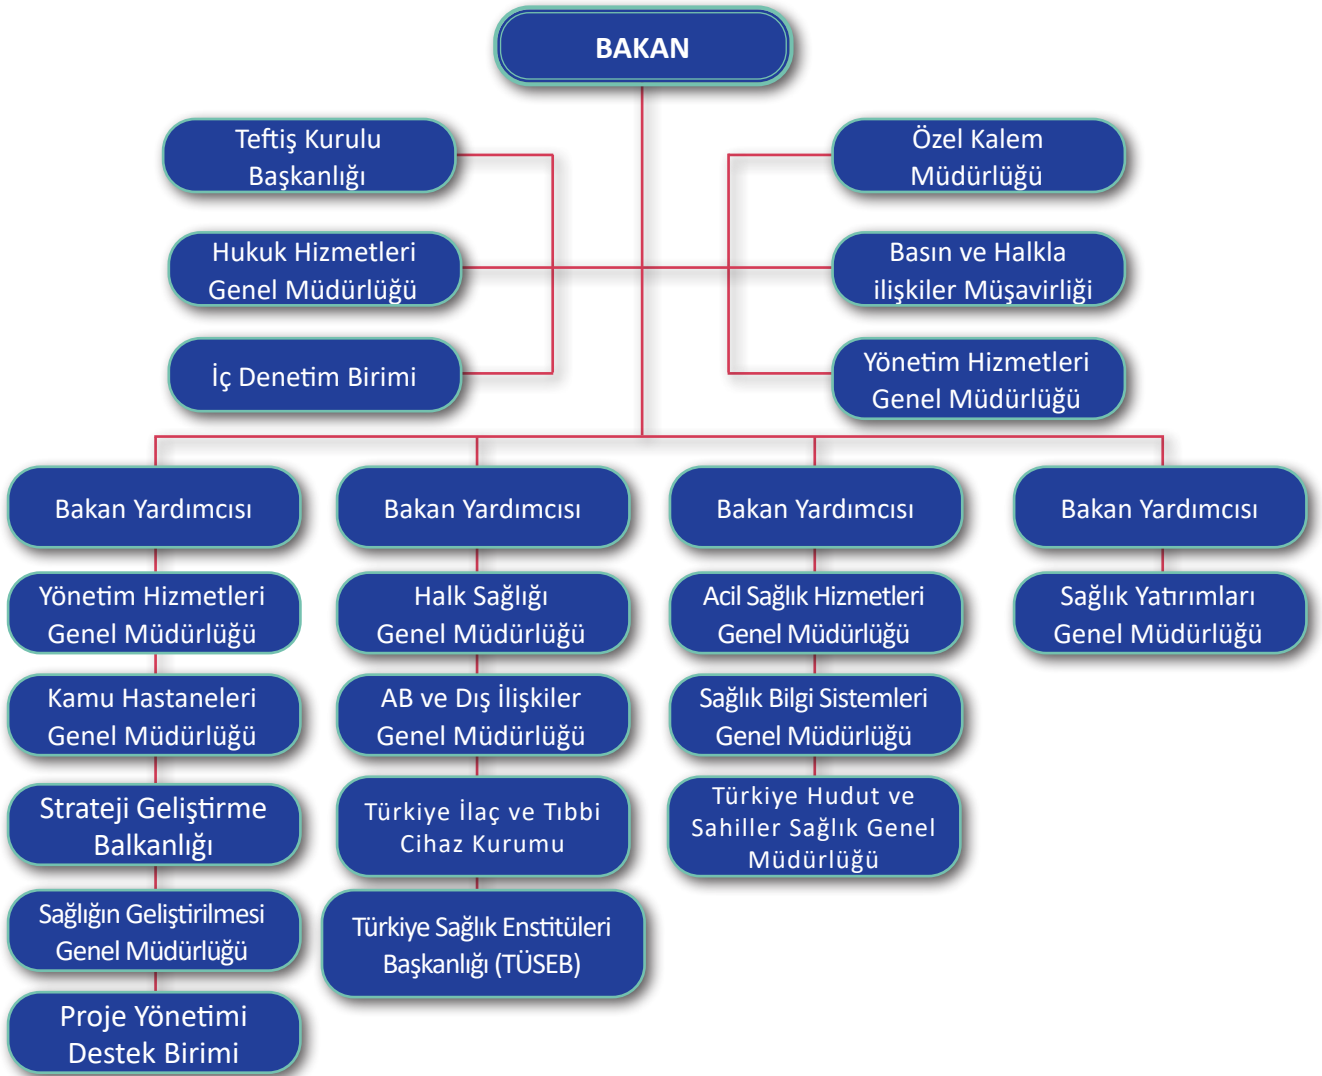 BAKAN
Teftiş Kurulu
Başkanlığı
Özel Kalem
Müdürlüğü
Hukuk Hizmetleri
Genel Müdürlüğü
Basın ve Halkla
ilişkiler Müşavirliği
İç Denetim Birimi
Yönetim Hizmetleri
Genel Müdürlüğü
Bakan Yardımcısı
Yönetim Hizmetleri
Genel Müdürlüğü
Kamu Hastaneleri
Genel Müdürlüğü
Strateji Geliştirme
Balkanlığı
Sağlığın Geliştirilmesi
Genel Müdürlüğü
Proje Yönetimi
Destek Birimi
Bakan Yardımcısı
Halk Sağlığı
Genel Müdürlüğü
AB ve Dış İlişkiler
Genel Müdürlüğü
Türkiye İlaç ve Tıbbi
Cihaz Kurumu
Türkiye Sağlık Enstitüleri
Başkanlığı (TÜSEB)
Bakan Yardımcısı
Acil Sağlık Hizmetleri
Genel Müdürlüğü
Sağlık Bilgi Sistemleri
Genel Müdürlüğü
Türkiye Hudut ve
Sahiller Sağlık Genel
Müdürlüğü
Bakan Yardımcısı
Sağlık Yatırımları
Genel Müdürlüğü